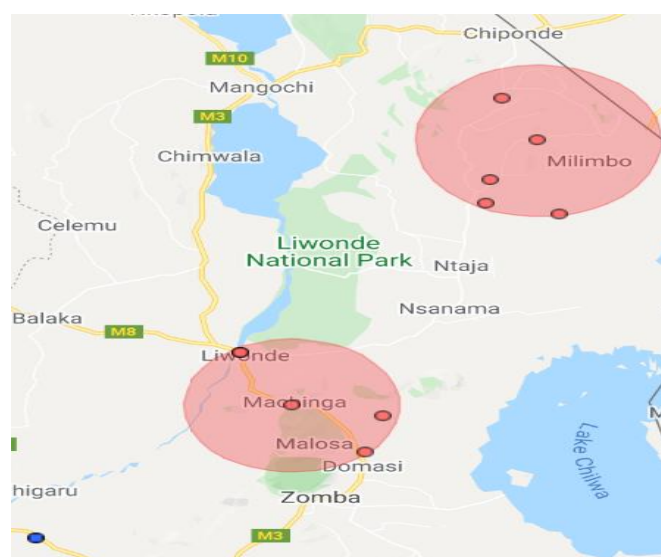 Chiponde
M10
Mangochi
M3
Chimwala
Milimbo
Celemu
Liwonde
National Park
Ntaja
Nsanama
Balaka
M8
Liwonde
Machinga
Malosa
Domasi
Lake Chilwa
higaru
Zomba
M3